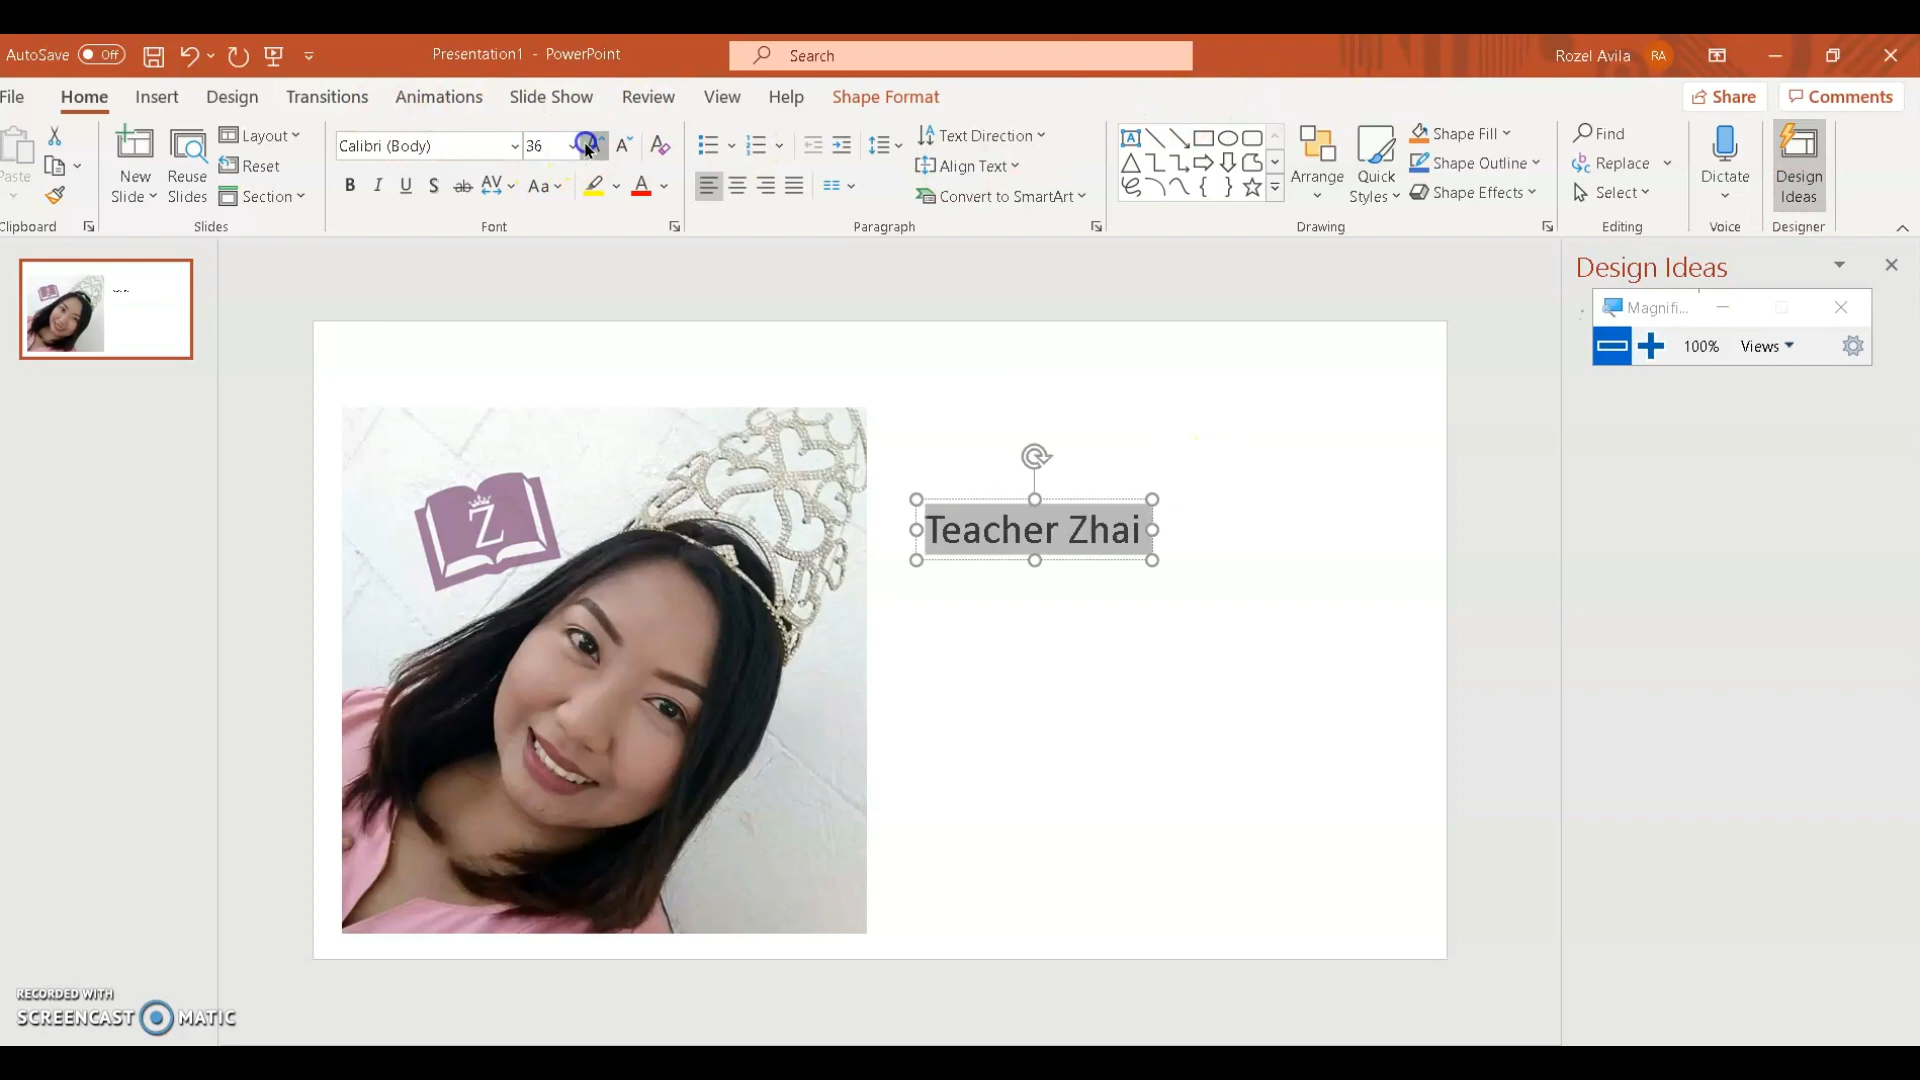 AutoSave Off Presentation1 - PowerPoint Search Rozel Avila RA
File Home Insert Design Transitions Animations Slide Show Review View Help Shape Format Share Comments
Paste
Clipboard
New Slide
Reuse Slides
Layout
Reset
Section
Slides
Calibri (Body) 36
B I U S ab AV Aa A
Font
Text Direction
Align Text
Convert to SmartArt
Paragraph
Arrange
Quick Styles
Shape Fill
Shape Outline
Shape Effects
Drawing
Find
Replace
Select
Editing
Dictate
Voice
Design Ideas
Designer
Design Ideas
Magnifi...
100% Views
Z
Teacher Zhai
RECORDED WITH
SCREENCAST MATIC